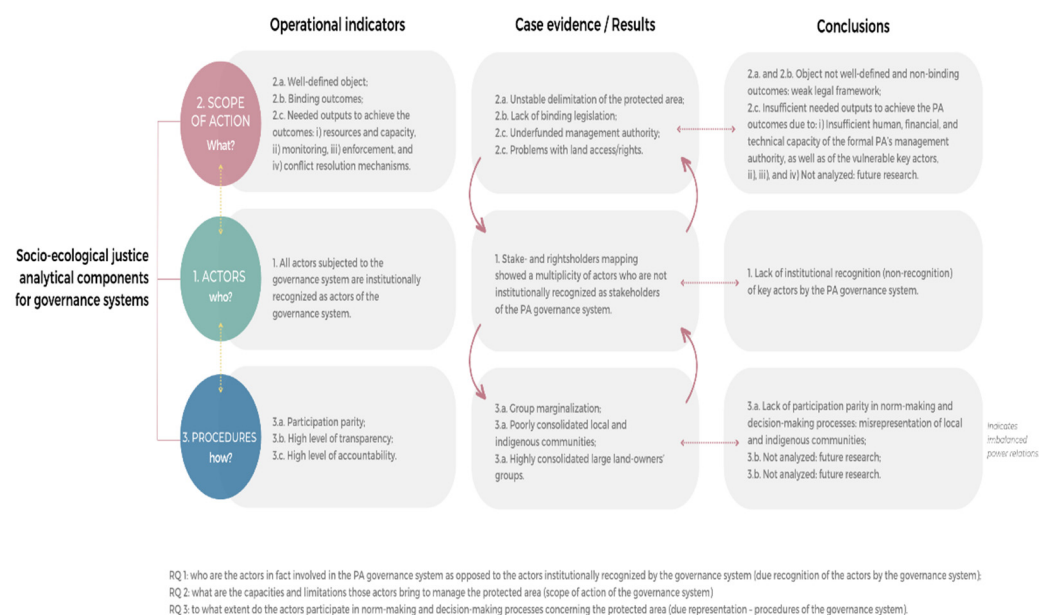 Operational indicators
Case evidence / Results
Conclusions
Socio-ecological justice
analytical components
for governance systems
2. SCOPE
OF ACTION
What?
2.a. Well-defined object;
2.b. Binding outcomes;
2.c. Needed outputs to achieve the
outcomes: i) resources and capacity,
ii) monitoring, iii) enforcement, and
iv) conflict resolution mechanisms.
2.a. Unstable delimitation of the protected area;
2.b. Lack of binding legislation;
2.c. Underfunded management authority;
2.c. Problems with land access/rights.
2.a. and 2.b. Object not well-defined and non-binding
outcomes: weak legal framework;
2.c. Insufficient needed outputs to achieve the PA
outcomes due to: i) Insufficient human, financial, and
technical capacity of the formal PA's management
authority, as well as of the vulnerable key actors,
ii), iii), and iv) Not analyzed: future research.
1. ACTORS
who?
1. All actors subjected to the
governance system are institutionally
recognized as actors of the
governance system.
1. Stake- and rightsholders mapping
showed a multiplicity of actors who are not
institutionally recognized as stakeholders
of the PA governance system.
1. Lack of institutional recognition (non-recognition)
of key actors by the PA governance system.
3. PROCEDURES
how?
3.a. Participation parity;
3.b. High level of transparency;
3.c. High level of accountability.
3.a. Group marginalization;
3.a. Poorly consolidated local and
indigenous communities;
3.a. Highly consolidated large land-owners'
groups.
3.a. Lack of participation parity in norm-making and
decision-making processes: misrepresentation of local
and indigenous communities;
3.b. Not analyzed: future research;
3.b. Not analyzed: future research.
Indicates
imbalanced
power relations
RQ 1: who are the actors in fact involved in the PA governance system as opposed to the actors institutionally recognized by the governance system (due recognition of the actors by the governance system);
RQ 2: what are the capacities and limitations those actors bring to manage the protected area (scope of action of the governance system)
RQ 3: to what extent do the actors participate in norm-making and decision-making processes concerning the protected area (due representation – procedures of the governance system).